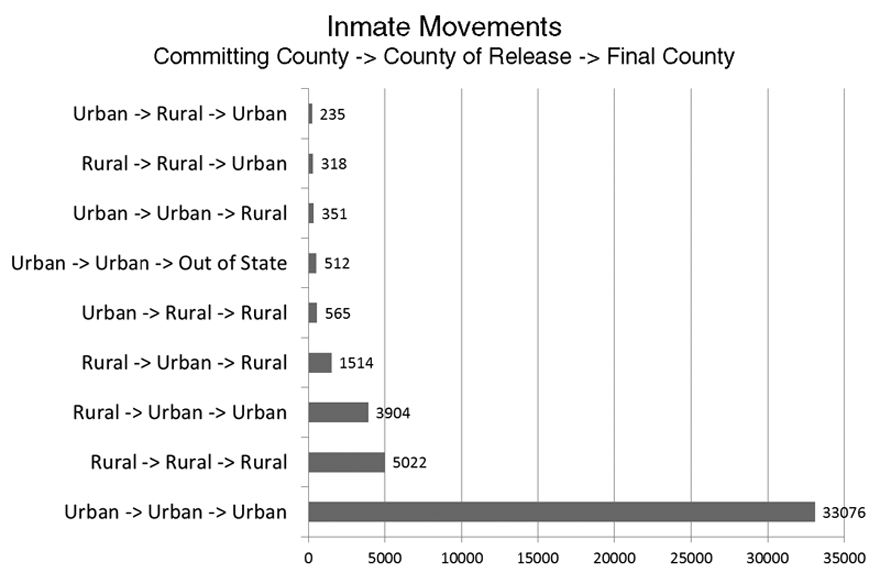 Inmate Movements
Committing County -> County of Release -> Final County
Urban -> Rural -> Urban 235
Rural -> Rural -> Urban 318
Urban -> Urban -> Rural 351
Urban -> Urban -> Out of State 512
Urban -> Rural -> Rural 565
Rural -> Urban -> Rural 1514
Rural -> Urban -> Urban 3904
Rural -> Rural -> Rural 5022
Urban -> Urban -> Urban 33076
0 5000 10000 15000 20000 25000 30000 35000